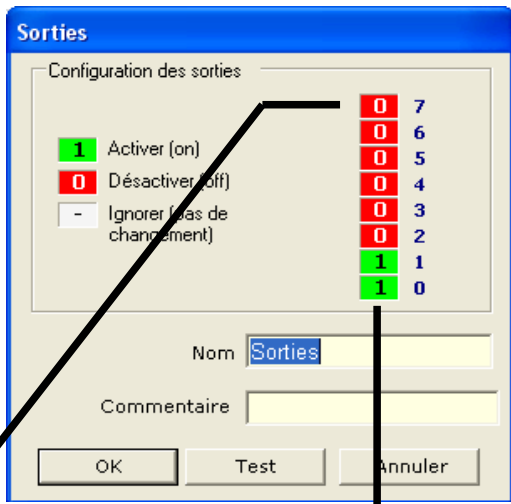 Sorties
Configuration des sorties
1 Activer (on)
0 Désactiver (off)
- Ignorer (pas de
changement)
0 7
0 6
0 5
0 4
0 3
0 2
1 1
1 0
Nom Sorties
Commentaire
OK Test Annuler